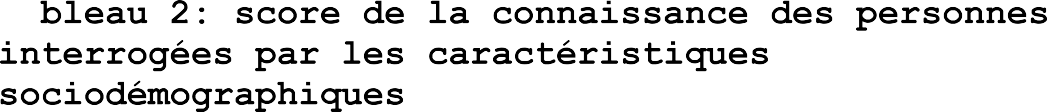 bleau 2: score de la connaissance des personnes
interrogées par les caractéristiques
sociodémographiques